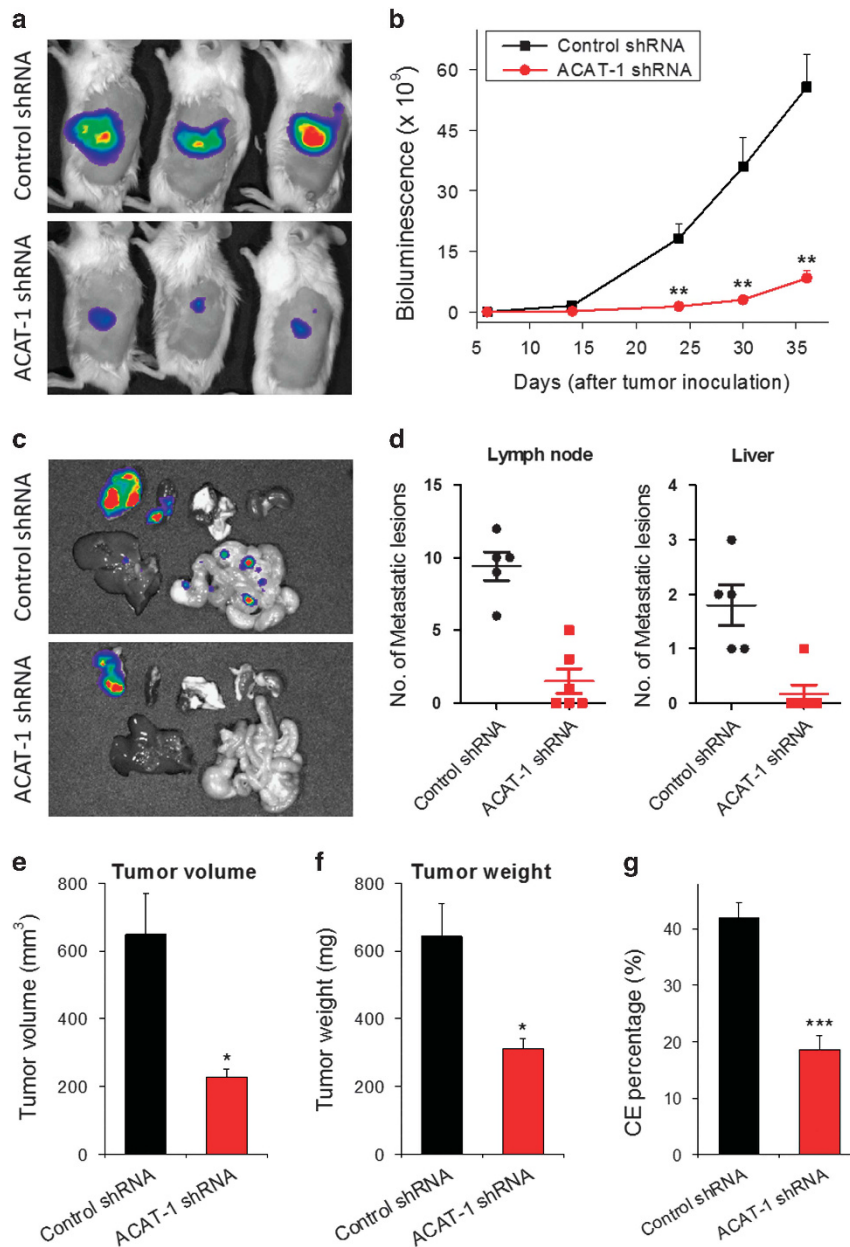 a
Control shRNA
ACAT-1 shRNA
b
Control shRNA
ACAT-1 shRNA
Bioluminescence (x 10⁹)
60
45
30
15
0
**
**
**
5
10
15
20
25
30
35
Days (after tumor inoculation)
c
Control shRNA
ACAT-1 shRNA
d
Lymph node
No. of Metastatic lesions
15
10
5
0
Control shRNA
ACAT-1 shRNA
Liver
No. of Metastatic lesions
4
3
2
1
0
Control shRNA
ACAT-1 shRNA
e
Tumor volume
Tumor volume (mm³)
800
600
400
200
0
*
Control shRNA
ACAT-1 shRNA
f
Tumor weight
Tumor weight (mg)
800
600
400
200
0
*
Control shRNA
ACAT-1 shRNA
g
CE percentage (%)
40
30
20
10
0
***
Control shRNA
ACAT-1 shRNA